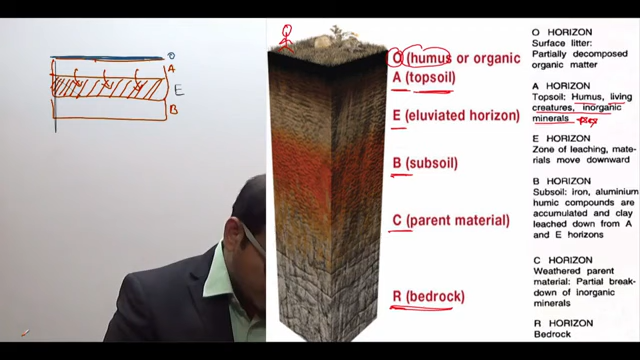 O
A
E
B
O (humus or organic
A (topsoil)
E (eluviated horizon)
B (subsoil)
C (parent material)
R (bedrock)
O HORIZON
Surface litter:
Partially decomposed
organic matter
A HORIZON
Topsoil: Humus, living
creatures, inorganic
minerals
E HORIZON
Zone of leaching, mate-
rials move downward
B HORIZON
Subsoil: iron, aluminium
humic compounds are
accumulated and clay
leached down from A
and E horizons
C HORIZON
Weathered parent
material: Partial break-
down of inorganic
minerals
R HORIZON
Bedrock